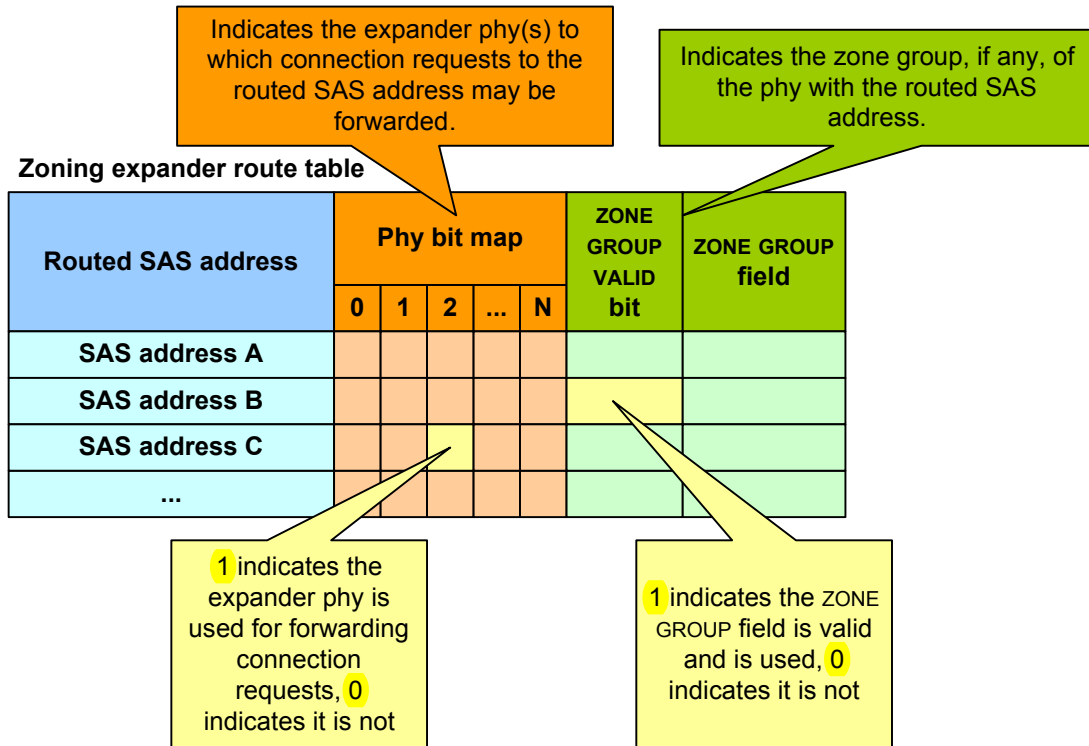 Indicates the expander phy(s) to
which connection requests to the
routed SAS address may be
forwarded.
Indicates the zone group, if any, of
the phy with the routed SAS
address.
Zoning expander route table
Routed SAS address
Phy bit map
0 1 2 ... N
ZONE
GROUP
VALID
bit
ZONE GROUP
field
SAS address A
SAS address B
SAS address C
...
1 indicates the
expander phy is
used for forwarding
connection
requests, 0
indicates it is not
1 indicates the ZONE
GROUP field is valid
and is used, 0
indicates it is not